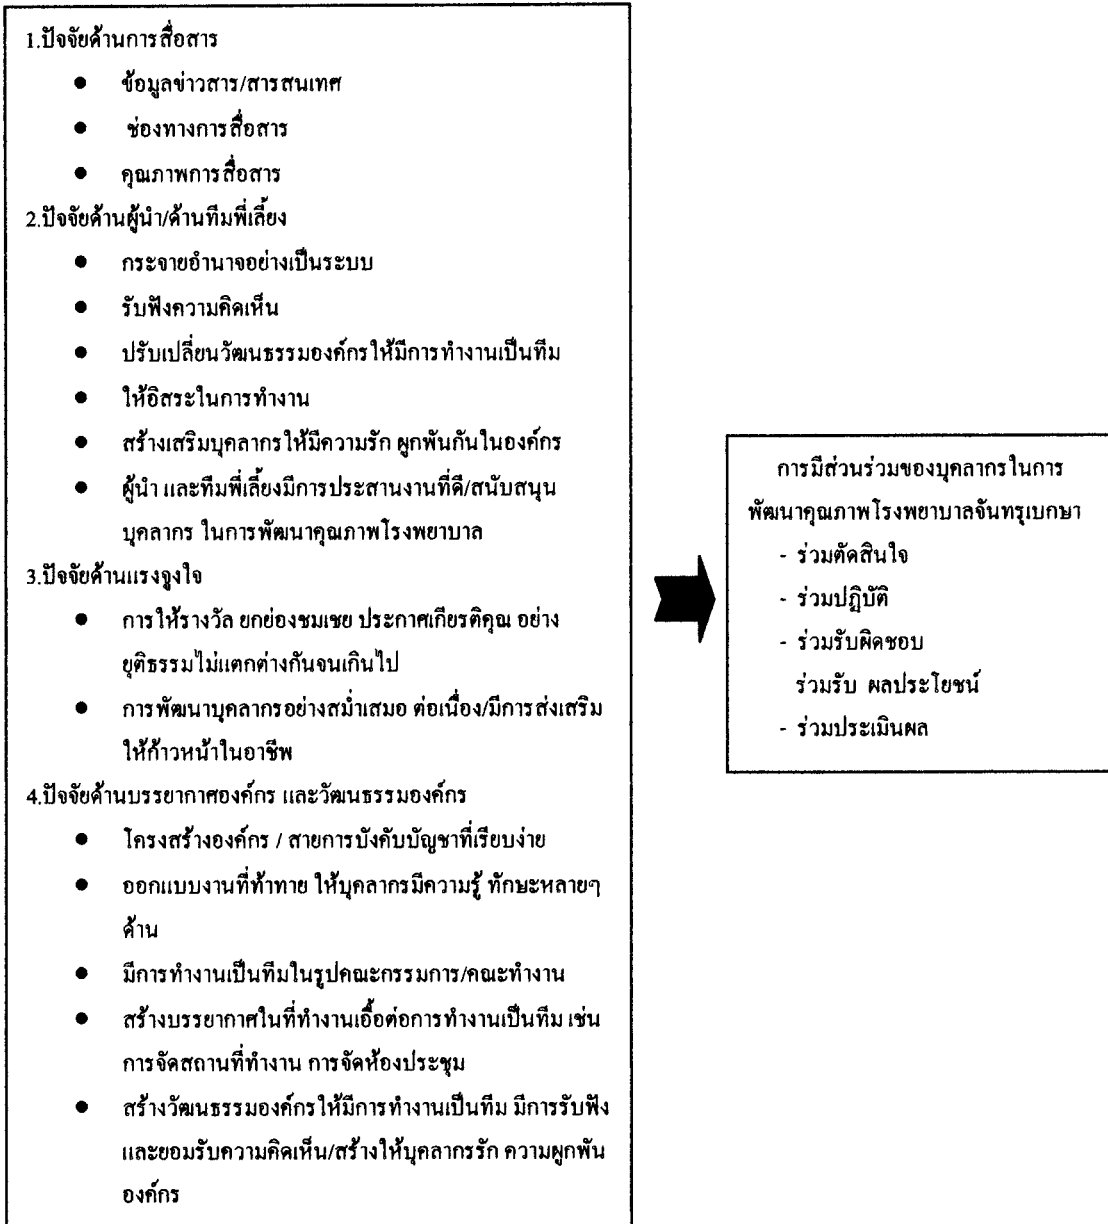 1.ปัจจัยด้านการสื่อสาร
● ข้อมูลข่าวสาร/สารสนเทศ
● ช่องทางการสื่อสาร
● คุณภาพการสื่อสาร
2.ปัจจัยด้านผู้นำ/ด้านทีมพี่เลี้ยง
● กระจายอำนาจอย่างเป็นระบบ
● รับฟังความคิดเห็น
● ปรับเปลี่ยนวัฒนธรรมองค์กรให้มีการทำงานเป็นทีม
● ให้อิสระในการทำงาน
● สร้างเสริมบุคลากรให้มีความรัก ผูกพันกันในองค์กร
● ผู้นำ และทีมพี่เลี้ยงมีการประสานงานที่ดี/สนับสนุน
บุคลากร ในการพัฒนาคุณภาพโรงพยาบาล
3.ปัจจัยด้านแรงจูงใจ
● การให้รางวัล ยกย่องชมเชย ประกาศเกียรติคุณ อย่าง
ยุติธรรมไม่แตกต่างกันจนเกินไป
● การพัฒนาบุคลากรอย่างสม่ำเสมอ ต่อเนื่อง/มีการส่งเสริม
ให้ก้าวหน้าในอาชีพ
4.ปัจจัยด้านบรรยากาศองค์กร และวัฒนธรรมองค์กร
● โครงสร้างองค์กร / สายการบังคับบัญชาที่เรียบง่าย
● ออกแบบงานที่ท้าทาย ให้บุคลากรมีความรู้ ทักษะหลายๆ
ด้าน
● มีการทำงานเป็นทีมในรูปคณะกรรมการ/คณะทำงาน
● สร้างบรรยากาศในที่ทำงานเอื้อต่อการทำงานเป็นทีม เช่น
การจัดสถานที่ทำงาน การจัดห้องประชุม
● สร้างวัฒนธรรมองค์กรให้มีการทำงานเป็นทีม มีการรับฟัง
และยอมรับความคิดเห็น/สร้างให้บุคลากรรัก ความผูกพัน
องค์กร
การมีส่วนร่วมของบุคลากรในการ
พัฒนาคุณภาพโรงพยาบาลจันทรุเบกษา
- ร่วมตัดสินใจ
- ร่วมปฏิบัติ
- ร่วมรับผิดชอบ
ร่วมรับ ผลประโยชน์
- ร่วมประเมินผล